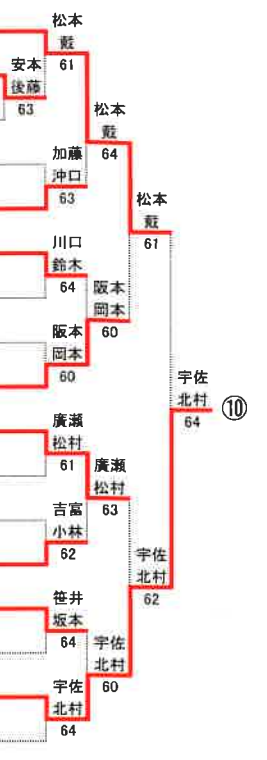 松本
戴
61
安本
後藤
63
松本
戴
64
加藤
沖口
63
松本
戴
61
川口
鈴木
64
阪本
岡本
60
阪本
岡本
60
宇佐
北村
64
⑩
廣瀬
松村
61
廣瀬
松村
63
吉富
小林
62
宇佐
北村
62
笹井
坂本
64
宇佐
北村
60
宇佐
北村
64